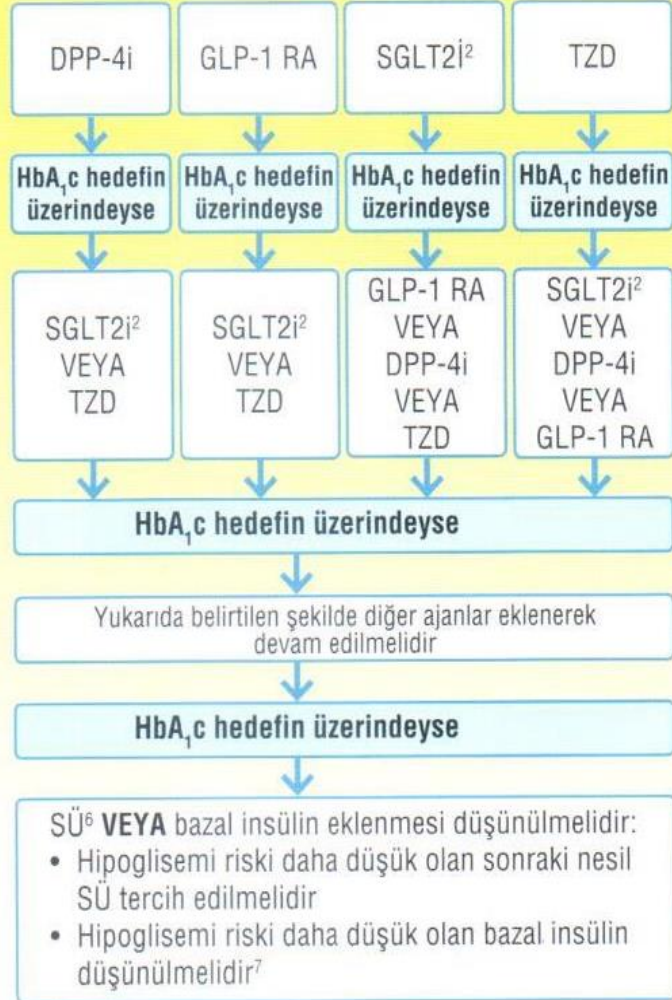 DPP-4i
GLP-1 RA
SGLT2İ²
TZD
HbA₁c hedefin
üzerindeyse
HbA₁c hedefin
üzerindeyse
HbA₁c hedefin
üzerindeyse
HbA₁c hedefin
üzerindeyse
SGLT2i²
VEYA
TZD
SGLT2i²
VEYA
TZD
GLP-1 RA
VEYA
DPP-4i
VEYA
TZD
SGLT2i²
VEYA
DPP-4i
VEYA
GLP-1 RA
HbA₁c hedefin üzerindeyse
Yukarıda belirtilen şekilde diğer ajanlar eklenerek
devam edilmelidir
HbA₁c hedefin üzerindeyse
SÜ⁶ VEYA bazal insülin eklenmesi düşünülmelidir:
• Hipoglisemi riski daha düşük olan sonraki nesil
SÜ tercih edilmelidir
• Hipoglisemi riski daha düşük olan bazal insülin
düşünülmelidir⁷